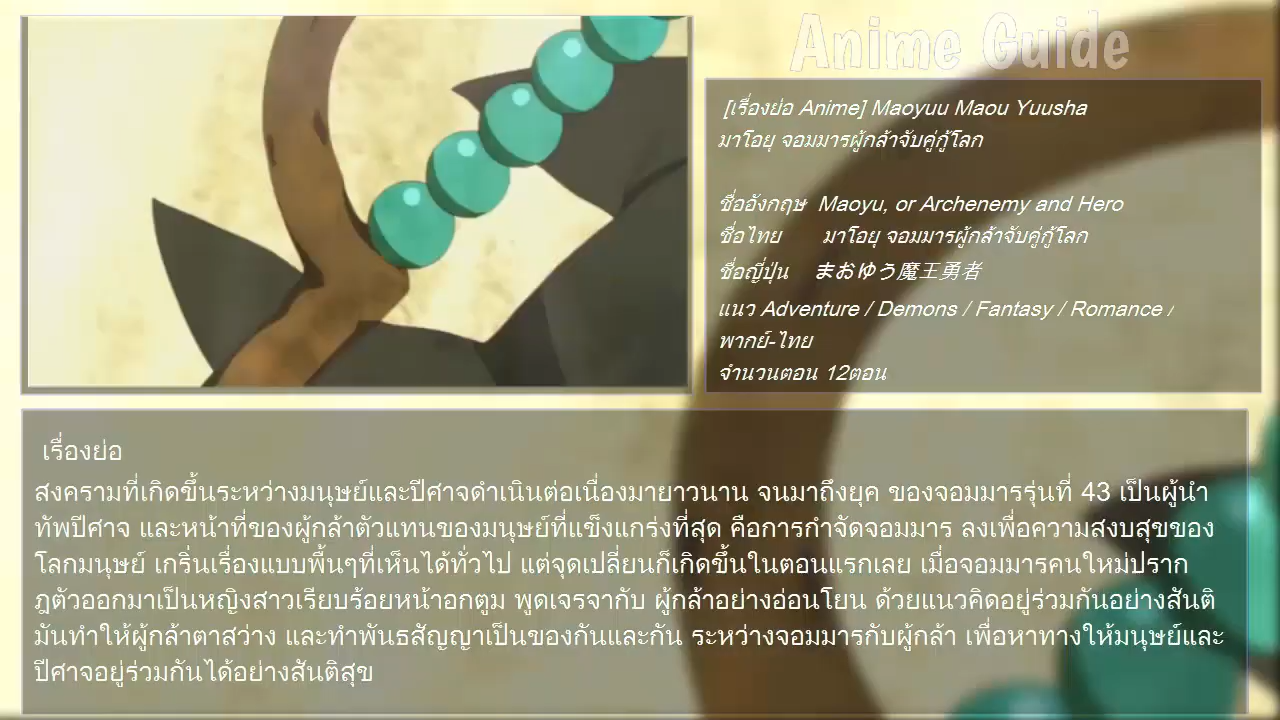 Anime Guide
[เรื่องย่อ Anime] Maoyuu Maou Yuusha
มาโอยุ จอมมารผู้กล้าจับคู่กู้โลก
ชื่ออังกฤษ Maoyu, or Archenemy and Hero
ชื่อไทย มาโอยุ จอมมารผู้กล้าจับคู่กู้โลก
ชื่อญี่ปุ่น まおゆう魔王勇者
แนว Adventure / Demons / Fantasy / Romance /
พากย์-ไทย
จำนวนตอน 12ตอน
เรื่องย่อ
สงครามที่เกิดขึ้นระหว่างมนุษย์และปีศาจดำเนินต่อเนื่องมายาวนาน จนมาถึงยุค ของจอมมารรุ่นที่ 43 เป็นผู้นำ
ทัพปีศาจ และหน้าที่ของผู้กล้าตัวแทนของมนุษย์ที่แข็งแกร่งที่สุด คือการกำจัดจอมมาร ลงเพื่อความสงบสุขของ
โลกมนุษย์ เกริ่นเรื่องแบบพื้นๆที่เห็นได้ทั่วไป แต่จุดเปลี่ยนก็เกิดขึ้นในตอนแรกเลย เมื่อจอมมารคนใหม่ปราก
ฎตัวออกมาเป็นหญิงสาวเรียบร้อยหน้าอกตูม พูดเจรจากับ ผู้กล้าอย่างอ่อนโยน ด้วยแนวคิดอยู่ร่วมกันอย่างสันติ
มันทำให้ผู้กล้าตาสว่าง และทำพันธสัญญาเป็นของกันและกัน ระหว่างจอมมารกับผู้กล้า เพื่อหาทางให้มนุษย์และ
ปีศาจอยู่ร่วมกันได้อย่างสันติสุข